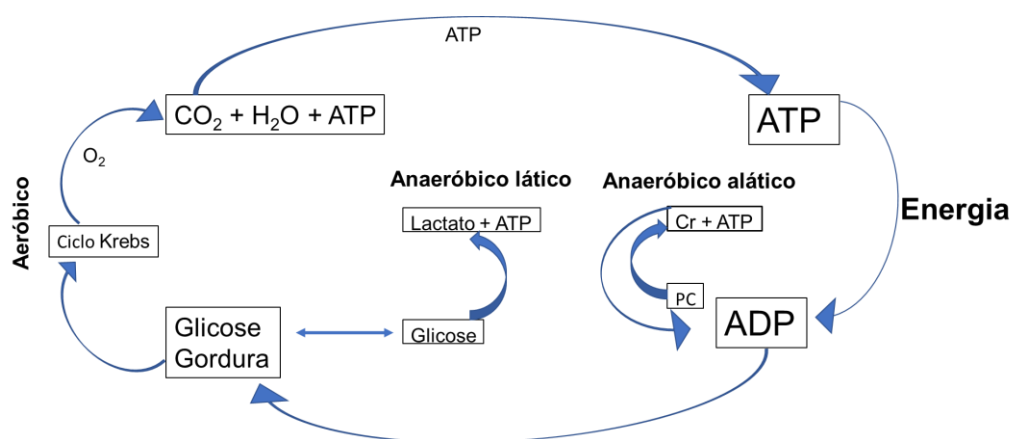 ATP
CO₂ + H₂O + ATP
ATP
O₂
Aeróbico
Anaeróbico lático
Anaeróbico alático
Energia
Lactato + ATP
Cr + ATP
Ciclo Krebs
PC
Glicose
Gordura
Glicose
ADP